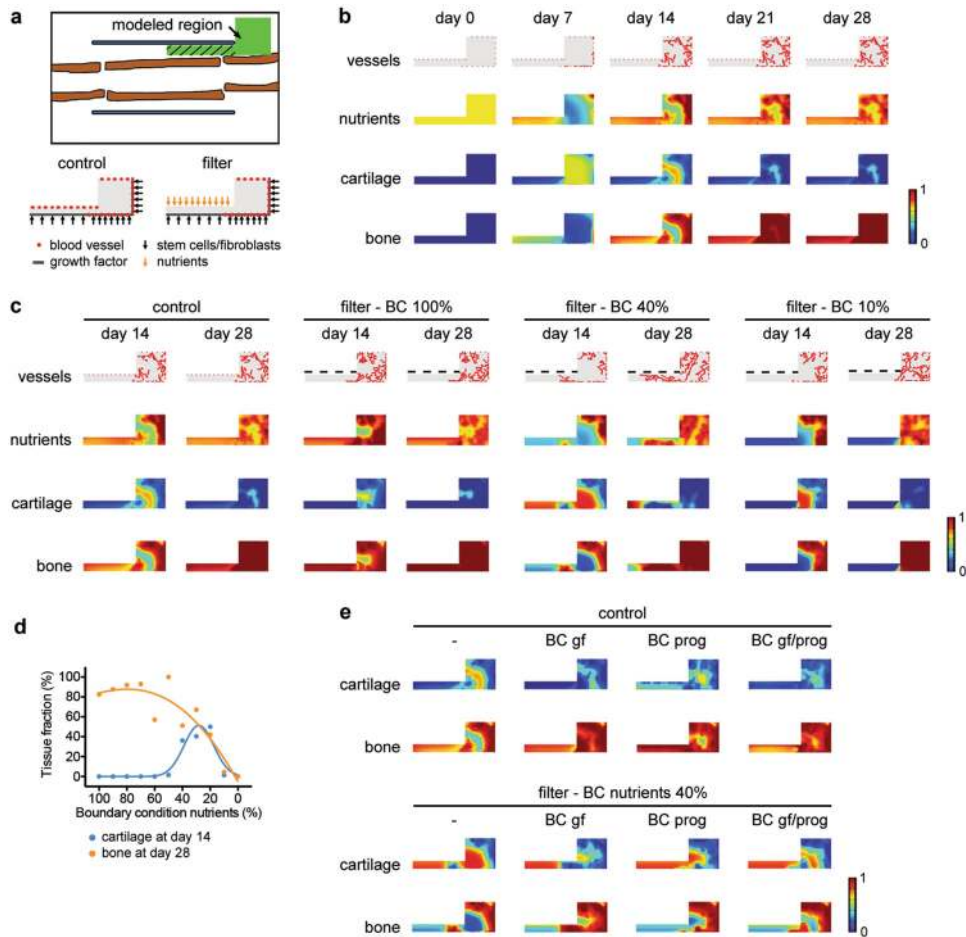 a
modeled region
control
filter
blood vessel
stem cells/fibroblasts
growth factor
nutrients
b
day 0 day 7 day 14 day 21 day 28
vessels
nutrients
cartilage
bone
1
0
c
control filter - BC 100% filter - BC 40% filter - BC 10%
day 14 day 28 day 14 day 28 day 14 day 28 day 14 day 28
vessels
nutrients
cartilage
bone
1
0
d
Tissue fraction (%)
100
80
60
40
20
0
100 80 60 40 20 0
Boundary condition nutrients (%)
cartilage at day 14
bone at day 28
e
control
- BC gf BC prog BC gf/prog
cartilage
bone
filter - BC nutrients 40%
- BC gf BC prog BC gf/prog
cartilage
bone
1
0